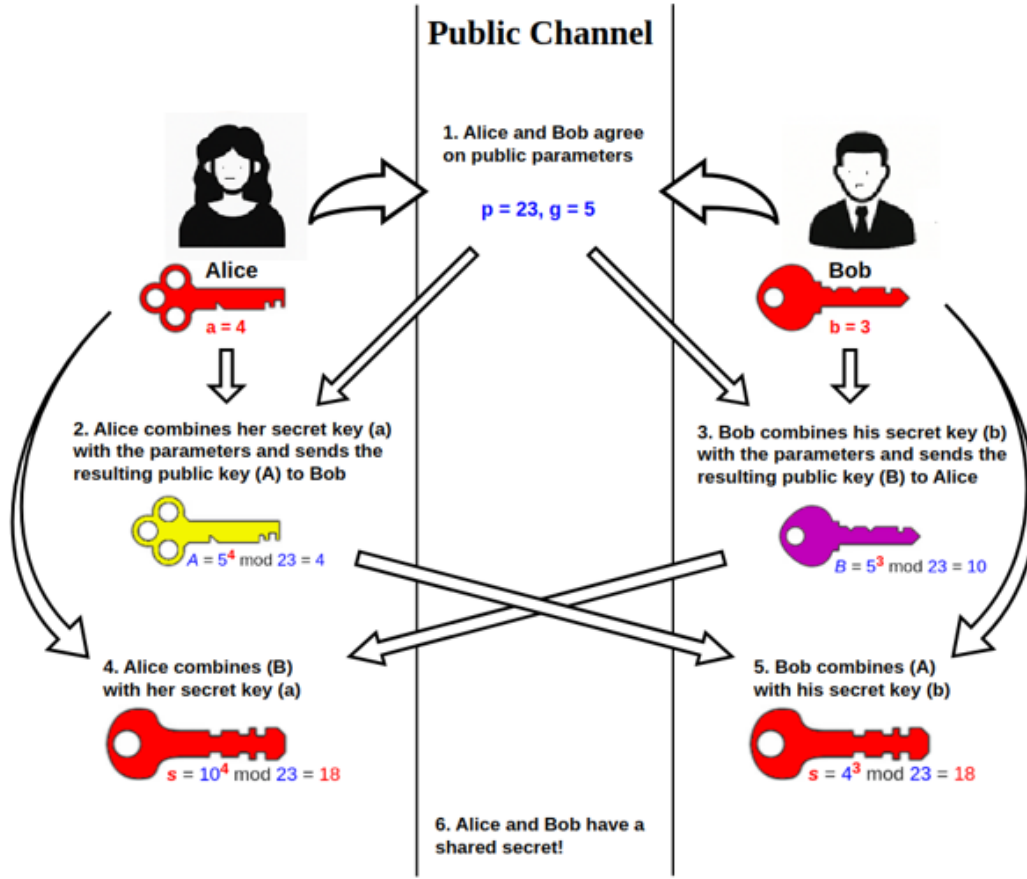 Public Channel
1. Alice and Bob agree
on public parameters
p = 23, g = 5
Alice
a = 4
Bob
b = 3
2. Alice combines her secret key (a)
with the parameters and sends the
resulting public key (A) to Bob
A = 5⁴ mod 23 = 4
3. Bob combines his secret key (b)
with the parameters and sends the
resulting public key (B) to Alice
B = 5³ mod 23 = 10
4. Alice combines (B)
with her secret key (a)
s = 10⁴ mod 23 = 18
5. Bob combines (A)
with his secret key (b)
s = 4³ mod 23 = 18
6. Alice and Bob have a
shared secret!